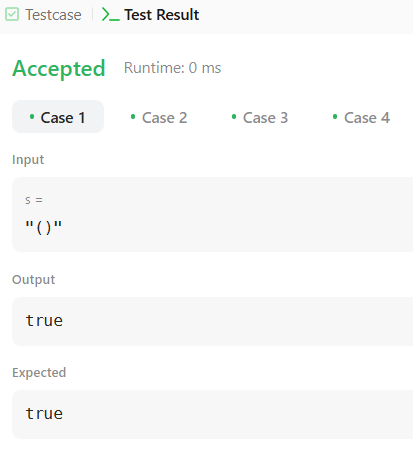 Testcase Test Result
Accepted Runtime: 0 ms
Case 1 Case 2 Case 3 Case 4
Input
s =
"()"
Output
true
Expected
true